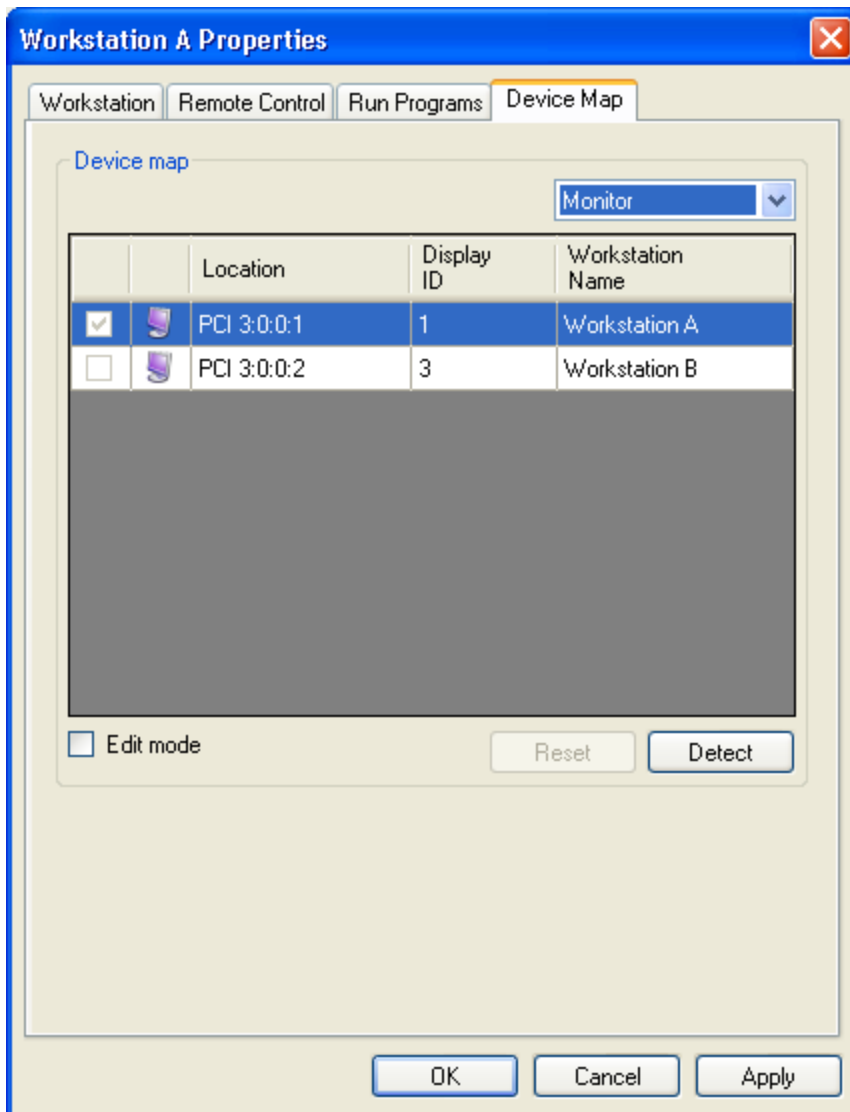 Workstation A Properties
Workstation Remote Control Run Programs Device Map
Device map
Monitor
Location Display ID Workstation Name
PCI 3:0:0:1 1 Workstation A
PCI 3:0:0:2 3 Workstation B
Edit mode Reset Detect
OK Cancel Apply